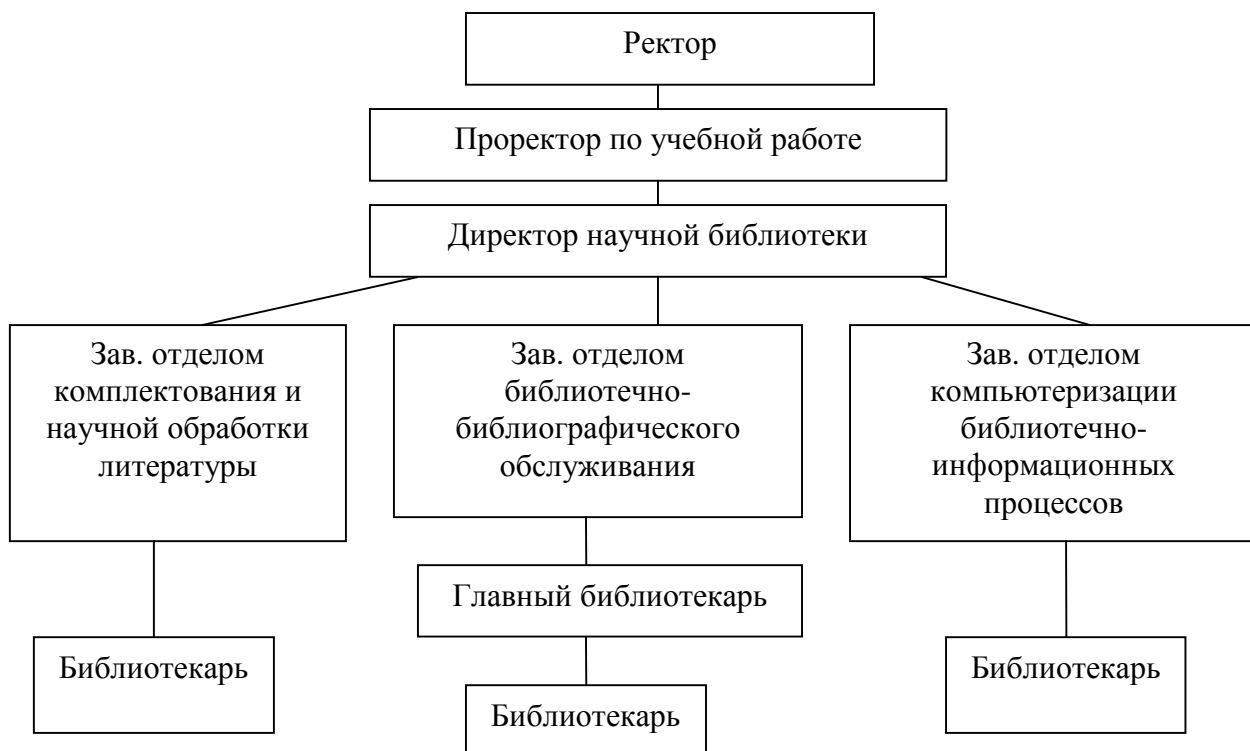 Ректор
Проректор по учебной работе
Директор научной библиотеки
Зав. отделом
комплектования и
научной обработки
литературы
Зав. отделом
библиотечно-
библиографического
обслуживания
Зав. отделом
компьютеризации
библиотечно-
информационных
процессов
Главный библиотекарь
Библиотекарь
Библиотекарь
Библиотекарь